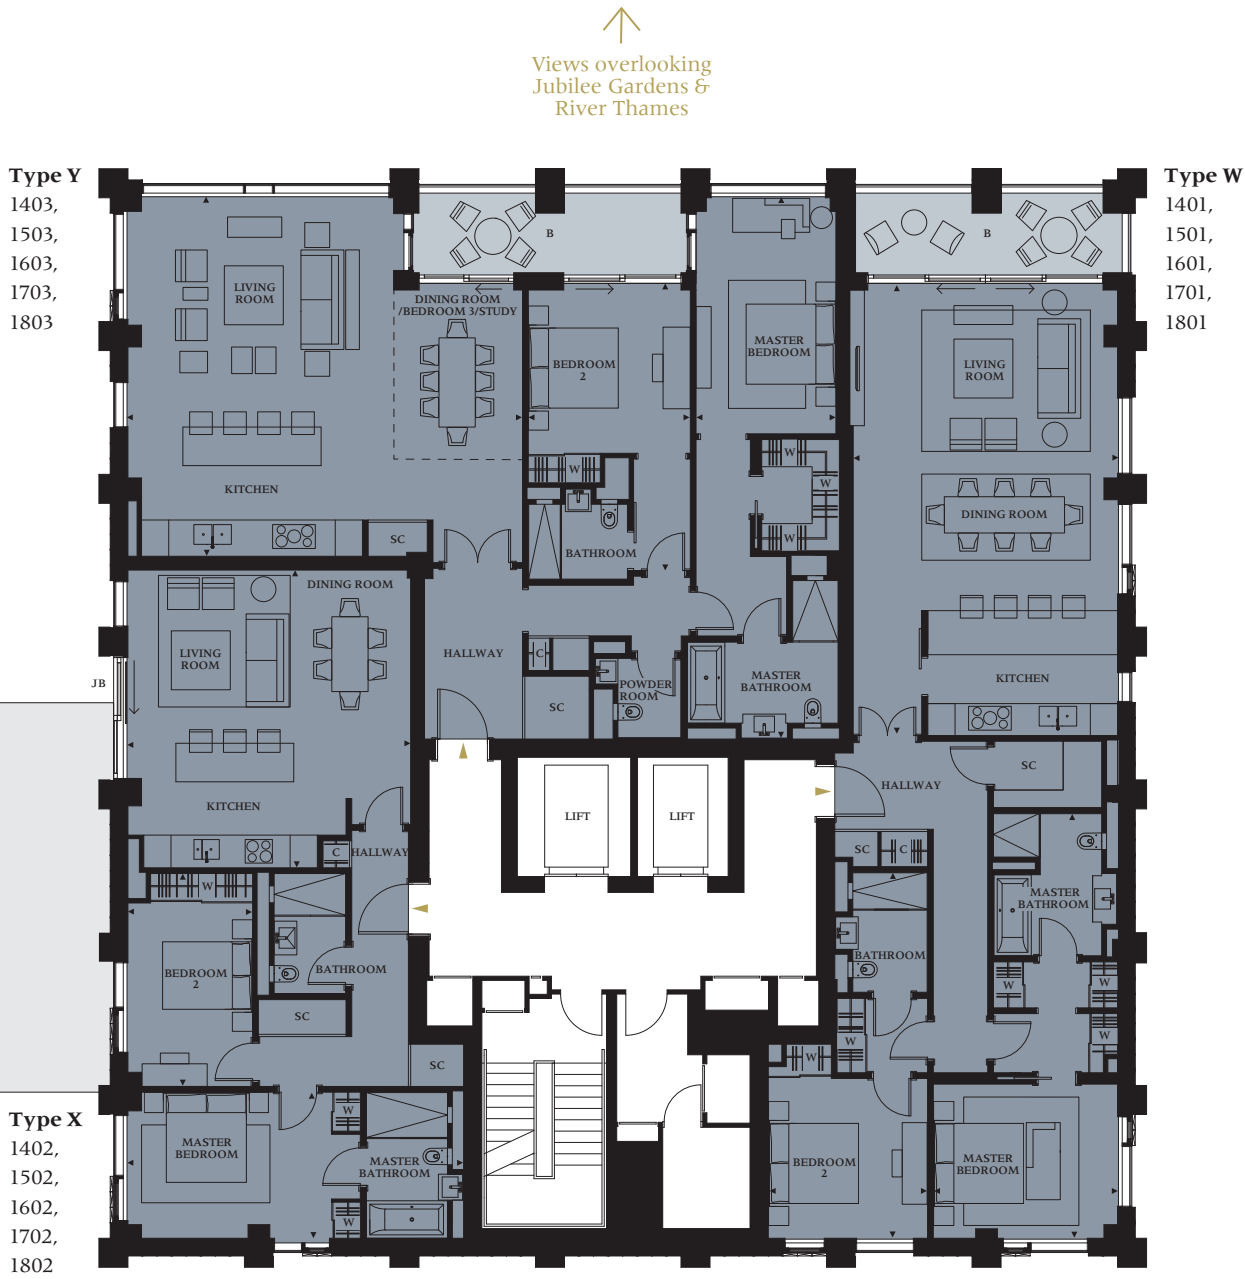 Views overlooking
Jubilee Gardens &
River Thames
Type Y
1403,
1503,
1603,
1703,
1803
Type W
1401,
1501,
1601,
1701,
1801
B
B
LIVING
ROOM
DINING ROOM
/BEDROOM 3/STUDY
BEDROOM
2
MASTER
BEDROOM
LIVING
ROOM
KITCHEN
W
W
W
W
DINING ROOM
SC
BATHROOM
DINING ROOM
LIVING
ROOM
HALLWAY
C
POWDER
ROOM
MASTER
BATHROOM
KITCHEN
JB
SC
KITCHEN
HALLWAY
SC
LIFT
LIFT
C
HALLWAY
SC
C
W
MASTER
BATHROOM
BEDROOM
2
BATHROOM
BATHROOM
W
W
SC
W
W
W
SC
Type X
1402,
1502,
1602,
1702,
1802
W
MASTER
BEDROOM
MASTER
BATHROOM
W
BEDROOM
2
MASTER
BEDROOM